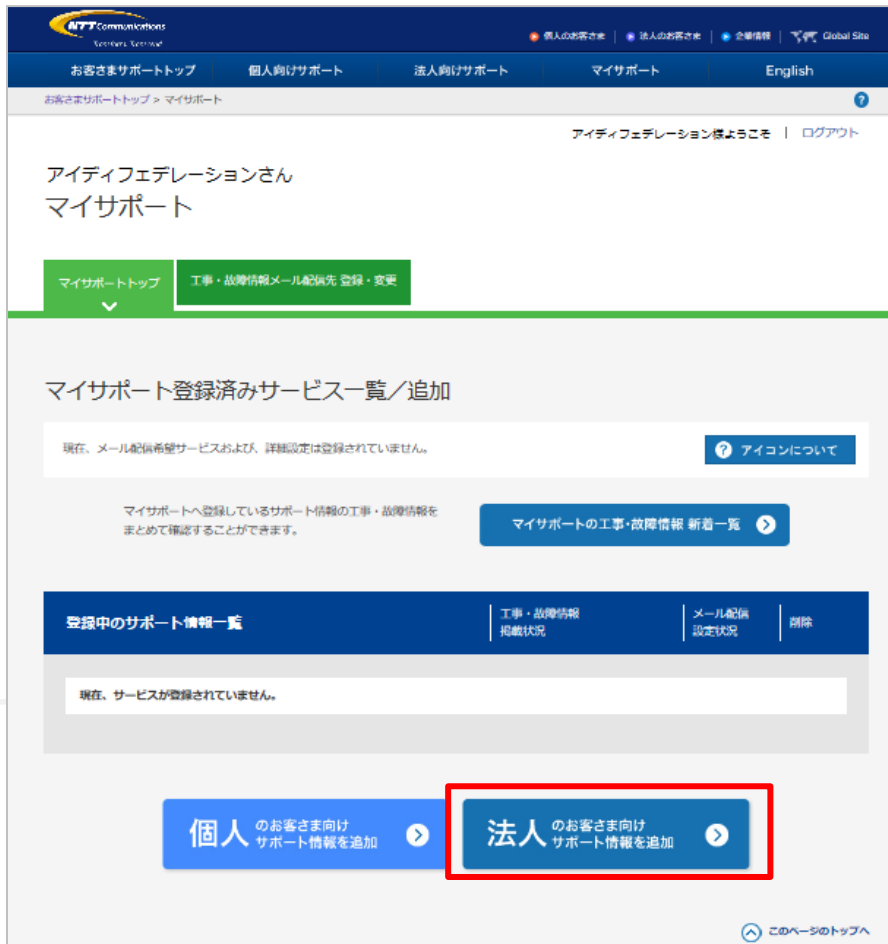 NTT Communications
個人のお客さま 法人のお客さま 企業情報 Global Site
お客さまサポートトップ 個人向けサポート 法人向けサポート マイサポート English
お客さまサポートトップ > マイサポート
?
アイディフェデレーション様ようこそ | ログアウト
アイディフェデレーションさん
マイサポート
マイサポートトップ
工事・故障情報メール配信先 登録・変更
マイサポート登録済みサービス一覧／追加
現在、メール配信希望サービスおよび、詳細設定は登録されていません。
? アイコンについて
マイサポートへ登録しているサポート情報の工事・故障情報を
まとめて確認することができます。
マイサポートの工事・故障情報 新着一覧
登録中のサポート情報一覧
工事・故障情報
掲載状況
メール配信
設定状況
削除
現在、サービスが登録されていません。
個人 のお客さま向け
サポート情報を追加
法人 のお客さま向け
サポート情報を追加
このページのトップへ